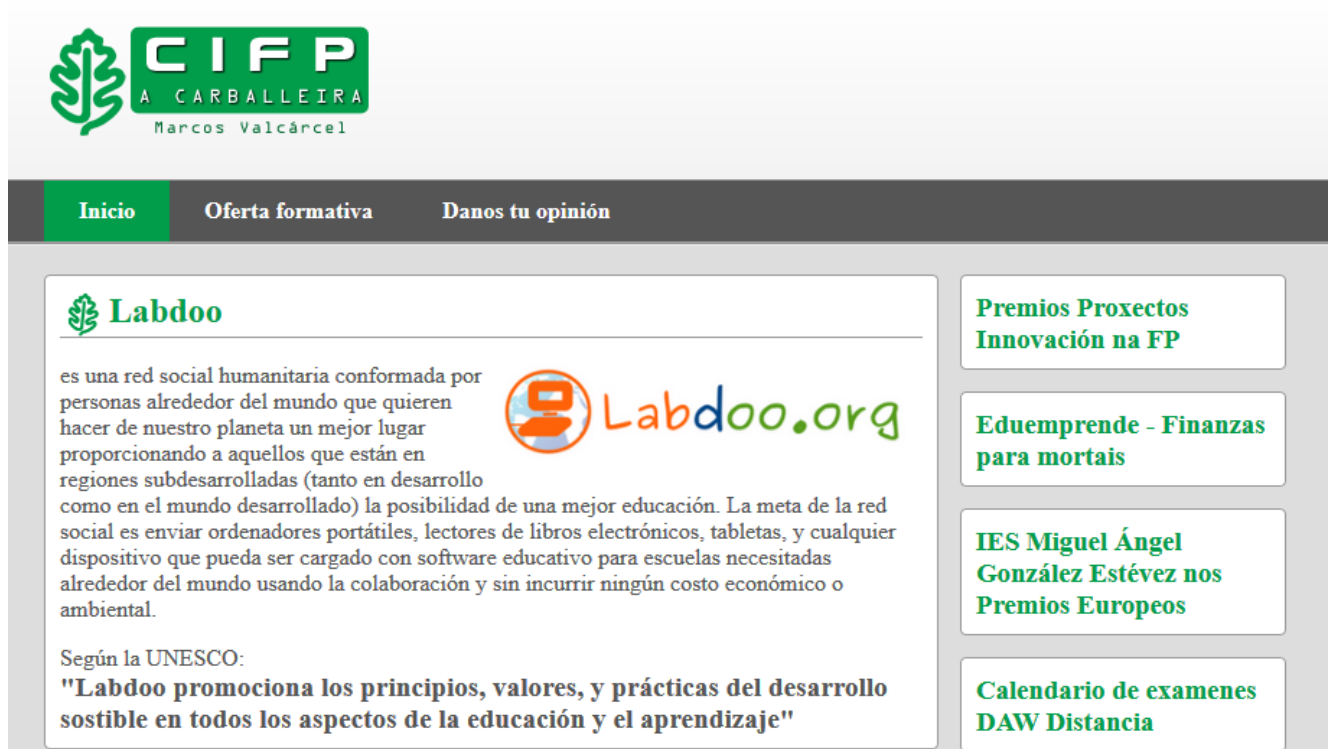 CIFP
A CARBALLEIRA
Marcos Valcárcel
Inicio
Oferta formativa
Danos tu opinión
Labdoo
es una red social humanitaria conformada por
personas alrededor del mundo que quieren
hacer de nuestro planeta un mejor lugar
proporcionando a aquellos que están en
regiones subdesarrolladas (tanto en desarrollo
como en el mundo desarrollado) la posibilidad de una mejor educación. La meta de la red
social es enviar ordenadores portátiles, lectores de libros electrónicos, tabletas, y cualquier
dispositivo que pueda ser cargado con software educativo para escuelas necesitadas
alrededor del mundo usando la colaboración y sin incurrir ningún costo económico o
ambiental.
Labdoo.org
Según la UNESCO:
"Labdoo promociona los principios, valores, y prácticas del desarrollo
sostible en todos los aspectos de la educación y el aprendizaje"
Premios Proxectos
Innovación na FP
Eduemprende - Finanzas
para mortais
IES Miguel Ángel
González Estévez nos
Premios Europeos
Calendario de examenes
DAW Distancia